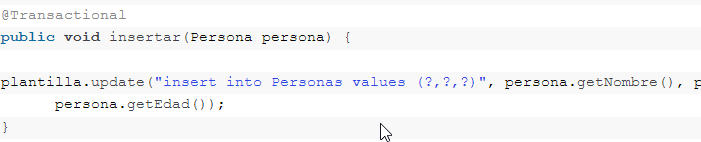 @Transactional
public void insertar(Persona persona) {
plantilla.update("insert into Personas values (?,?,?)", persona.getNombre(), p
persona.getEdad());
}